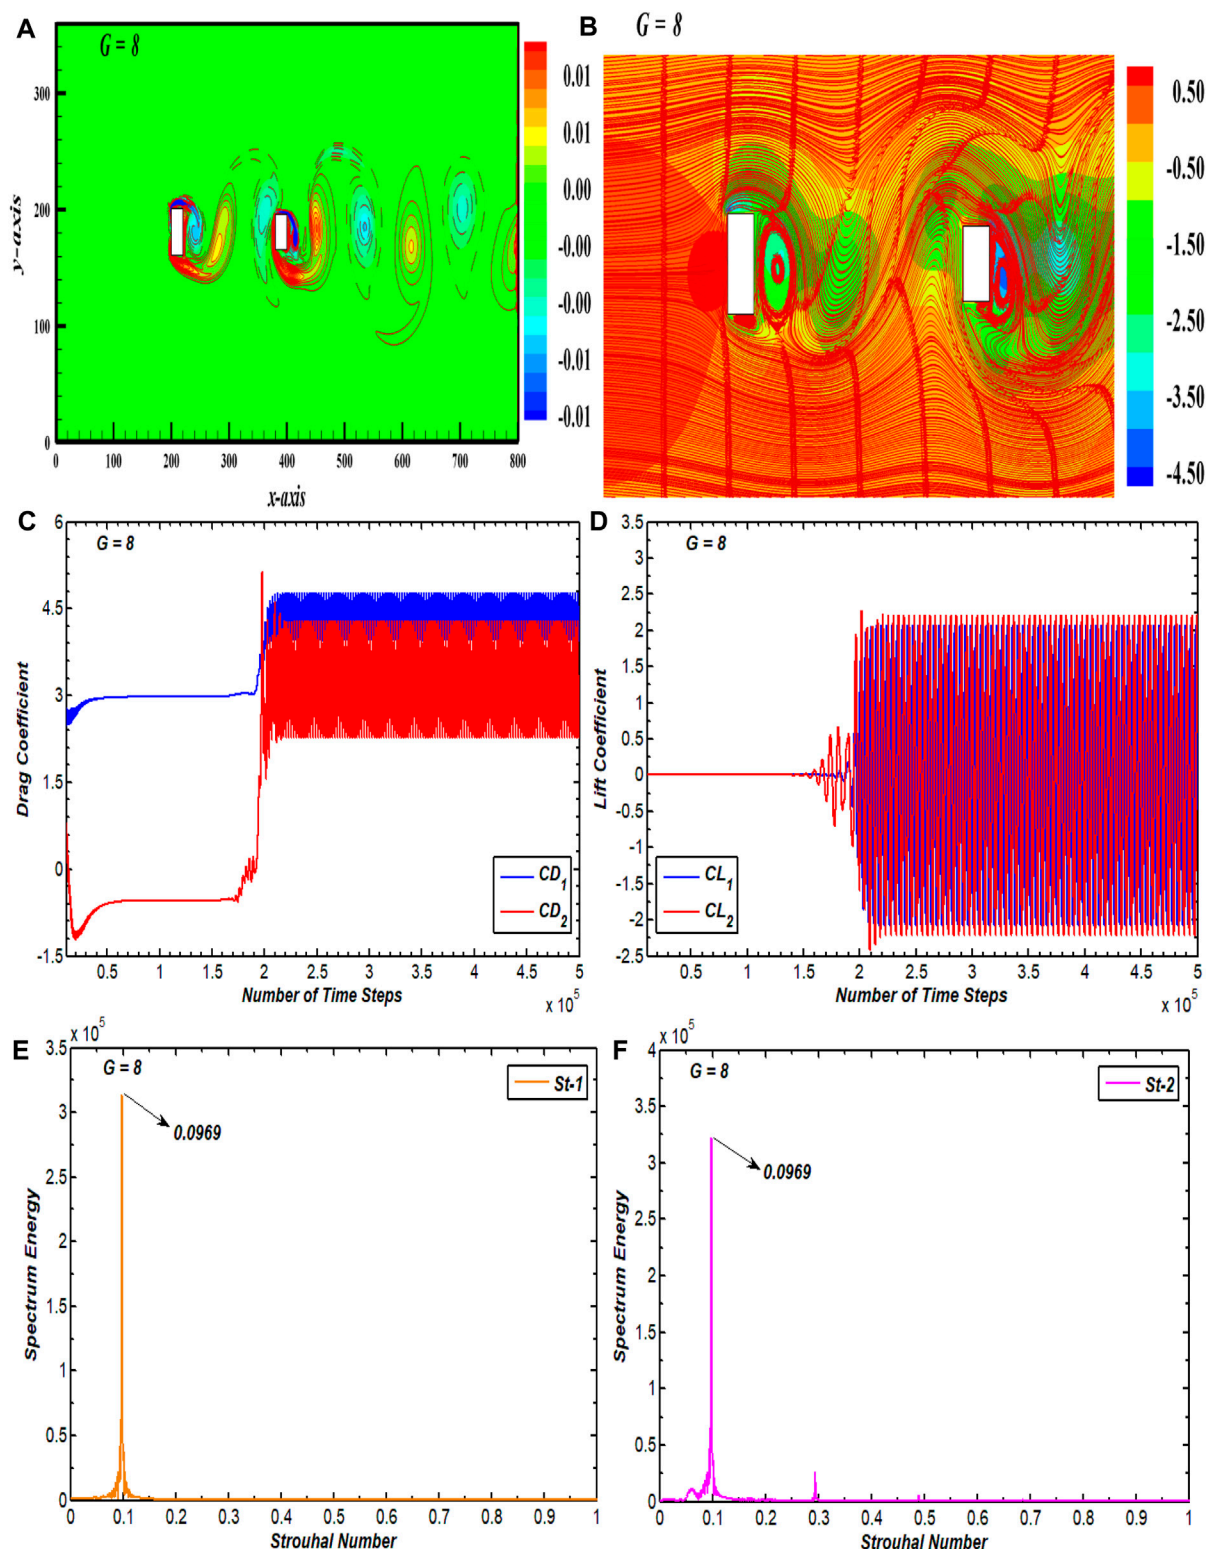 A
G = 8
300
200
100
0
y-axis
0 100 200 300 400 500 600 700 800
x-axis
0.01
0.01
0.00
-0.00
-0.00
-0.01
-0.01
B
G = 8
0.50
-0.50
-1.50
-2.50
-3.50
-4.50
C
G = 8
6
4.5
3
1.5
0
-1.5
Drag Coefficient
CD1
CD2
0.5 1 1.5 2 2.5 3 3.5 4 4.5 5
Number of Time Steps
x 10^5
D
G = 8
3.5
3
2.5
2
1.5
1
0.5
0
-0.5
-1
-1.5
-2
-2.5
Lift Coefficient
CL1
CL2
0.5 1 1.5 2 2.5 3 3.5 4 4.5 5
Number of Time Steps
x 10^5
E
x 10^5
G = 8
St-1
0.0969
3.5
3
2.5
2
1.5
1
0.5
0
Spectrum Energy
0 0.1 0.2 0.3 0.4 0.5 0.6 0.7 0.8 0.9 1
Strouhal Number
F
x 10^5
G = 8
St-2
0.0969
4
3.5
3
2.5
2
1.5
1
0.5
0
Spectrum Energy
0 0.1 0.2 0.3 0.4 0.5 0.6 0.7 0.8 0.9 1
Strouhal Number